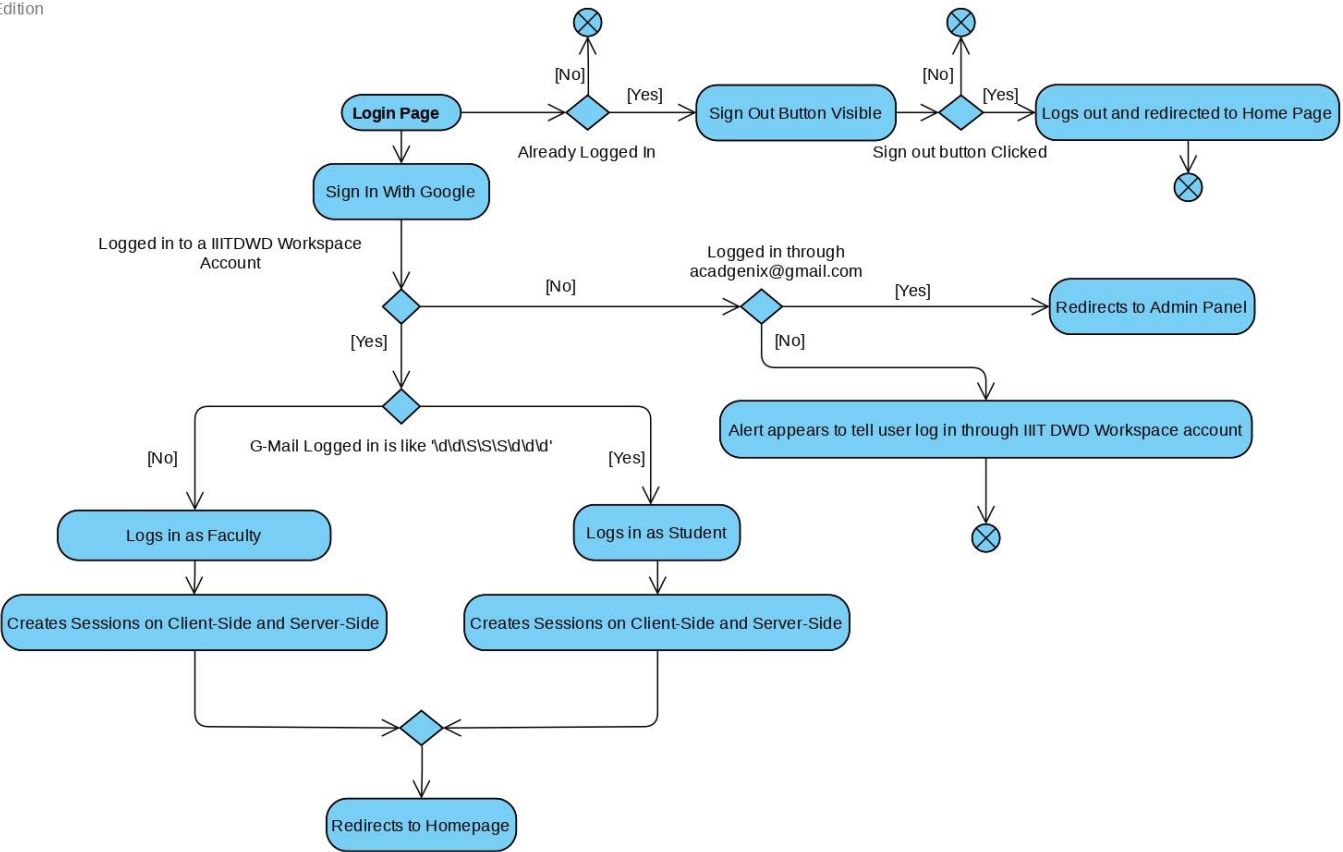 Edition
[No]
[No]
[Yes]
[Yes]
Login Page
Sign Out Button Visible
Logs out and redirected to Home Page
Already Logged In
Sign out button Clicked
Sign In With Google
Logged in to a IIITDWD Workspace
Account
Logged in through
acadgenix@gmail.com
[No]
[Yes]
Redirects to Admin Panel
[Yes]
[No]
Alert appears to tell user log in through IIIT DWD Workspace account
G-Mail Logged in is like '\d\d\S\S\S\d\d\d'
[No]
[Yes]
Logs in as Faculty
Logs in as Student
Creates Sessions on Client-Side and Server-Side
Creates Sessions on Client-Side and Server-Side
Redirects to Homepage